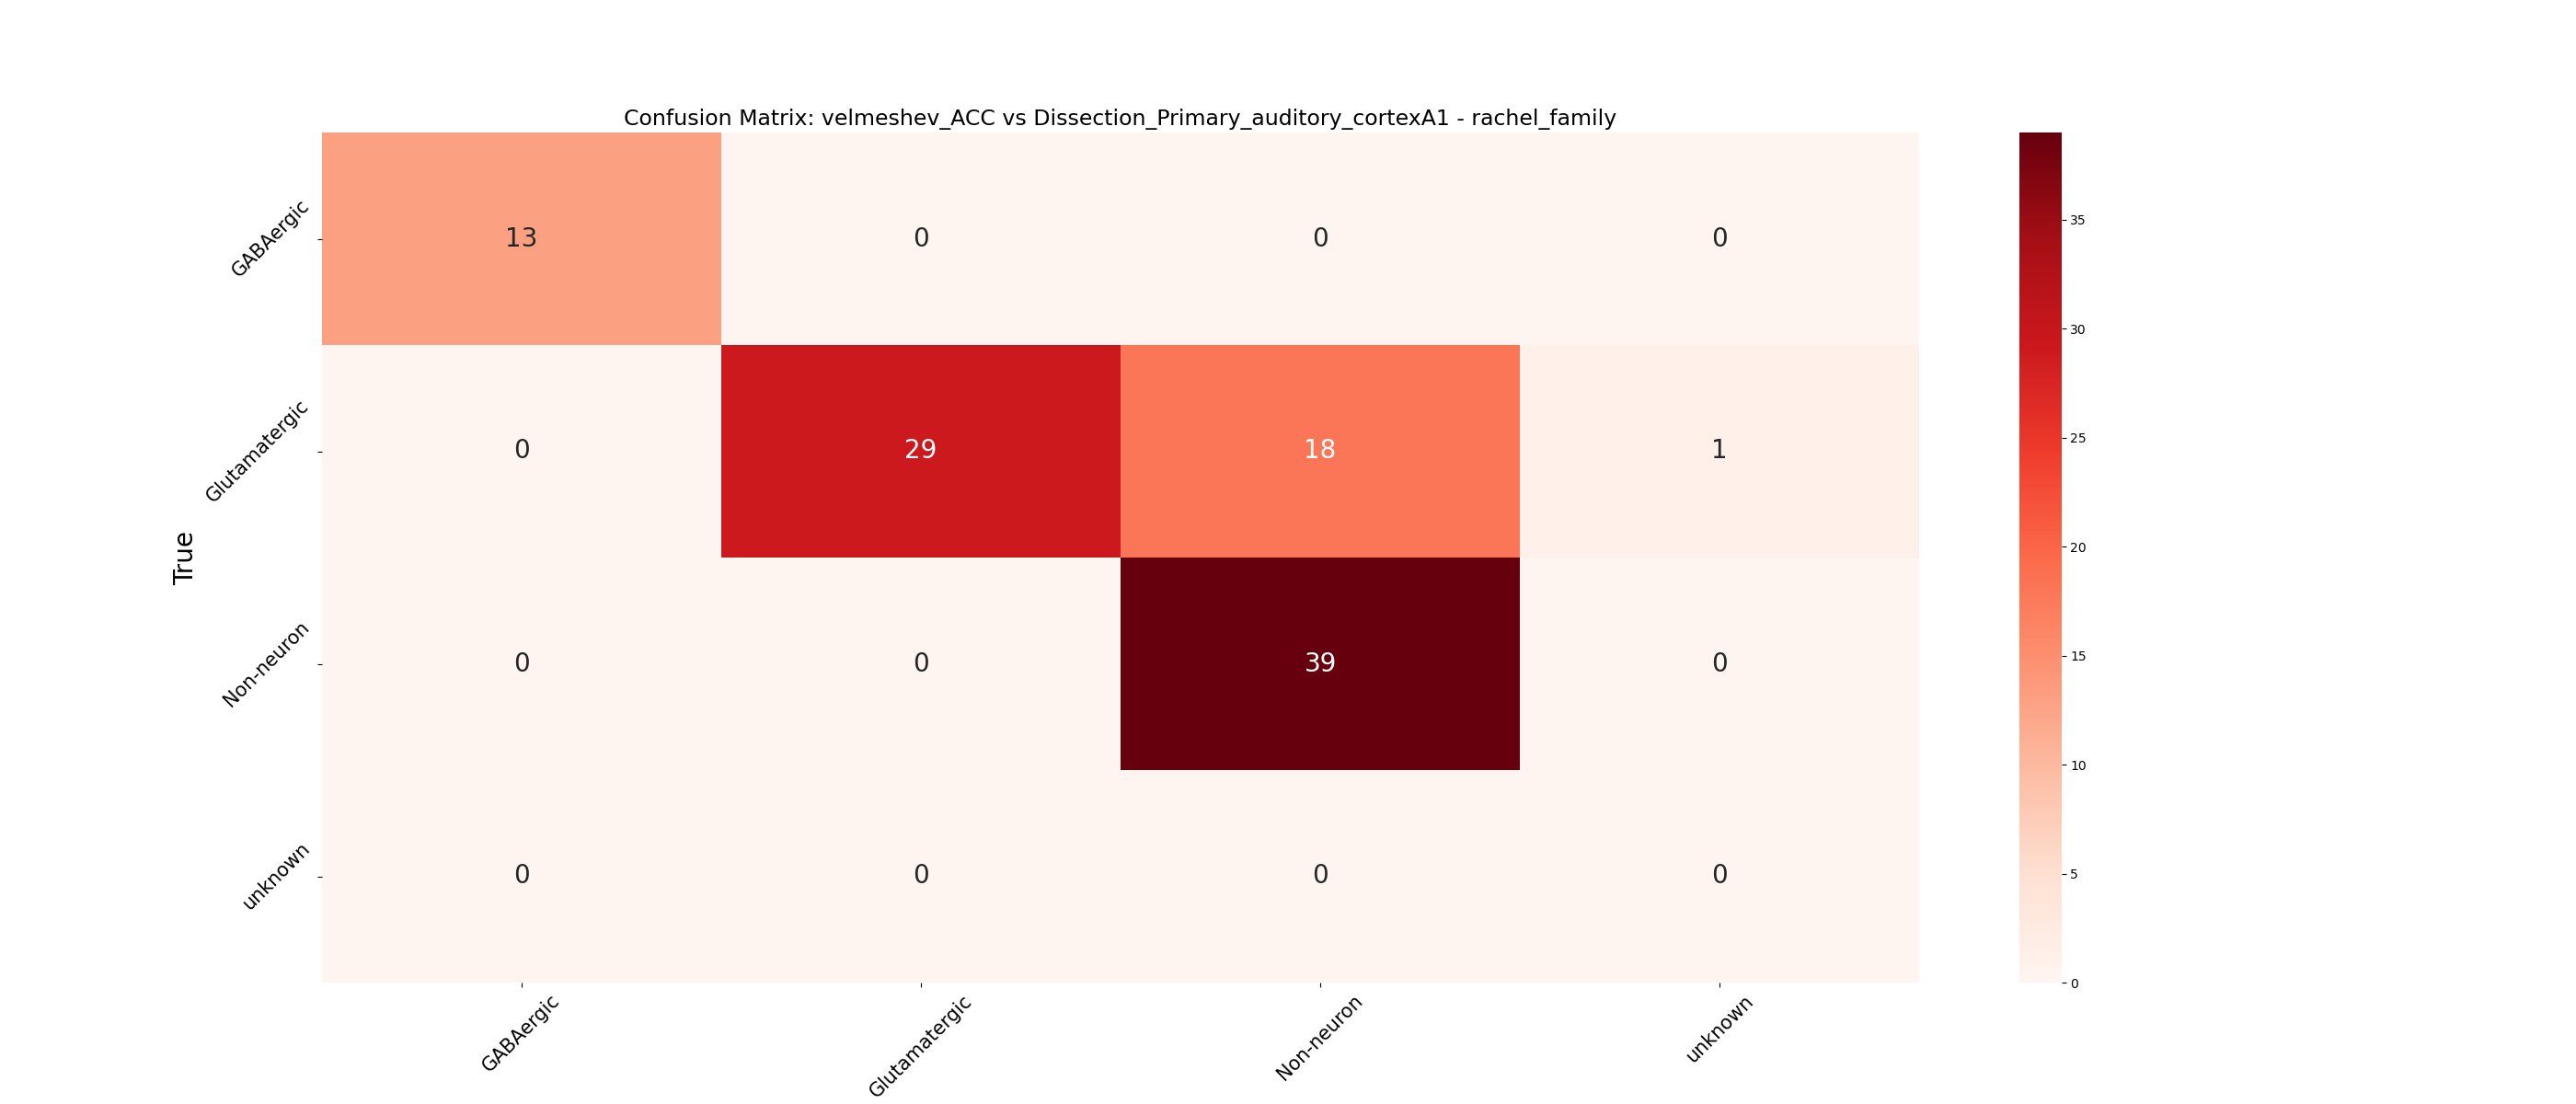 Confusion Matrix: velmeshev_ACC vs Dissection_Primary_auditory_cortexA1 - rachel_family
True
GABAergic
13 0 0 0
Glutamatergic
0 29 18 1
Non-neuron
0 0 39 0
unknown
0 0 0 0
GABAergic Glutamatergic Non-neuron unknown
35
30
25
20
15
10
5
0